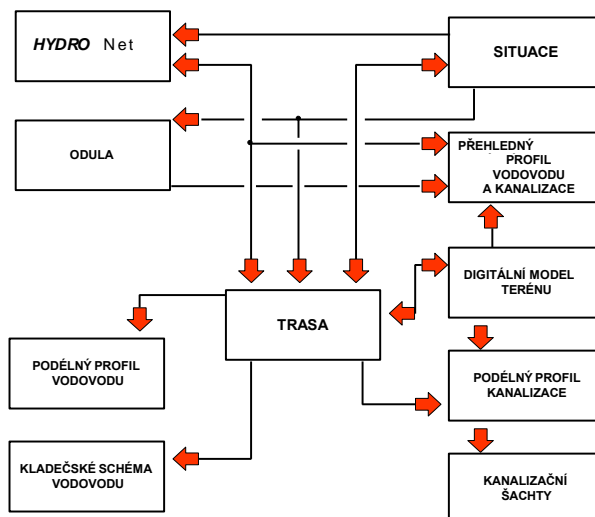 HYDRO Net
SITUACE
ODULA
PŘEHLEDNÝ
PROFIL
VODOVODU
A KANALIZACE
DIGITÁLNÍ MODEL
TERÉNU
TRASA
PODÉLNÝ PROFIL
VODOVODU
PODÉLNÝ PROFIL
KANALIZACE
KLADEČSKÉ SCHÉMA
VODOVODU
KANALIZAČNÍ
ŠACHTY